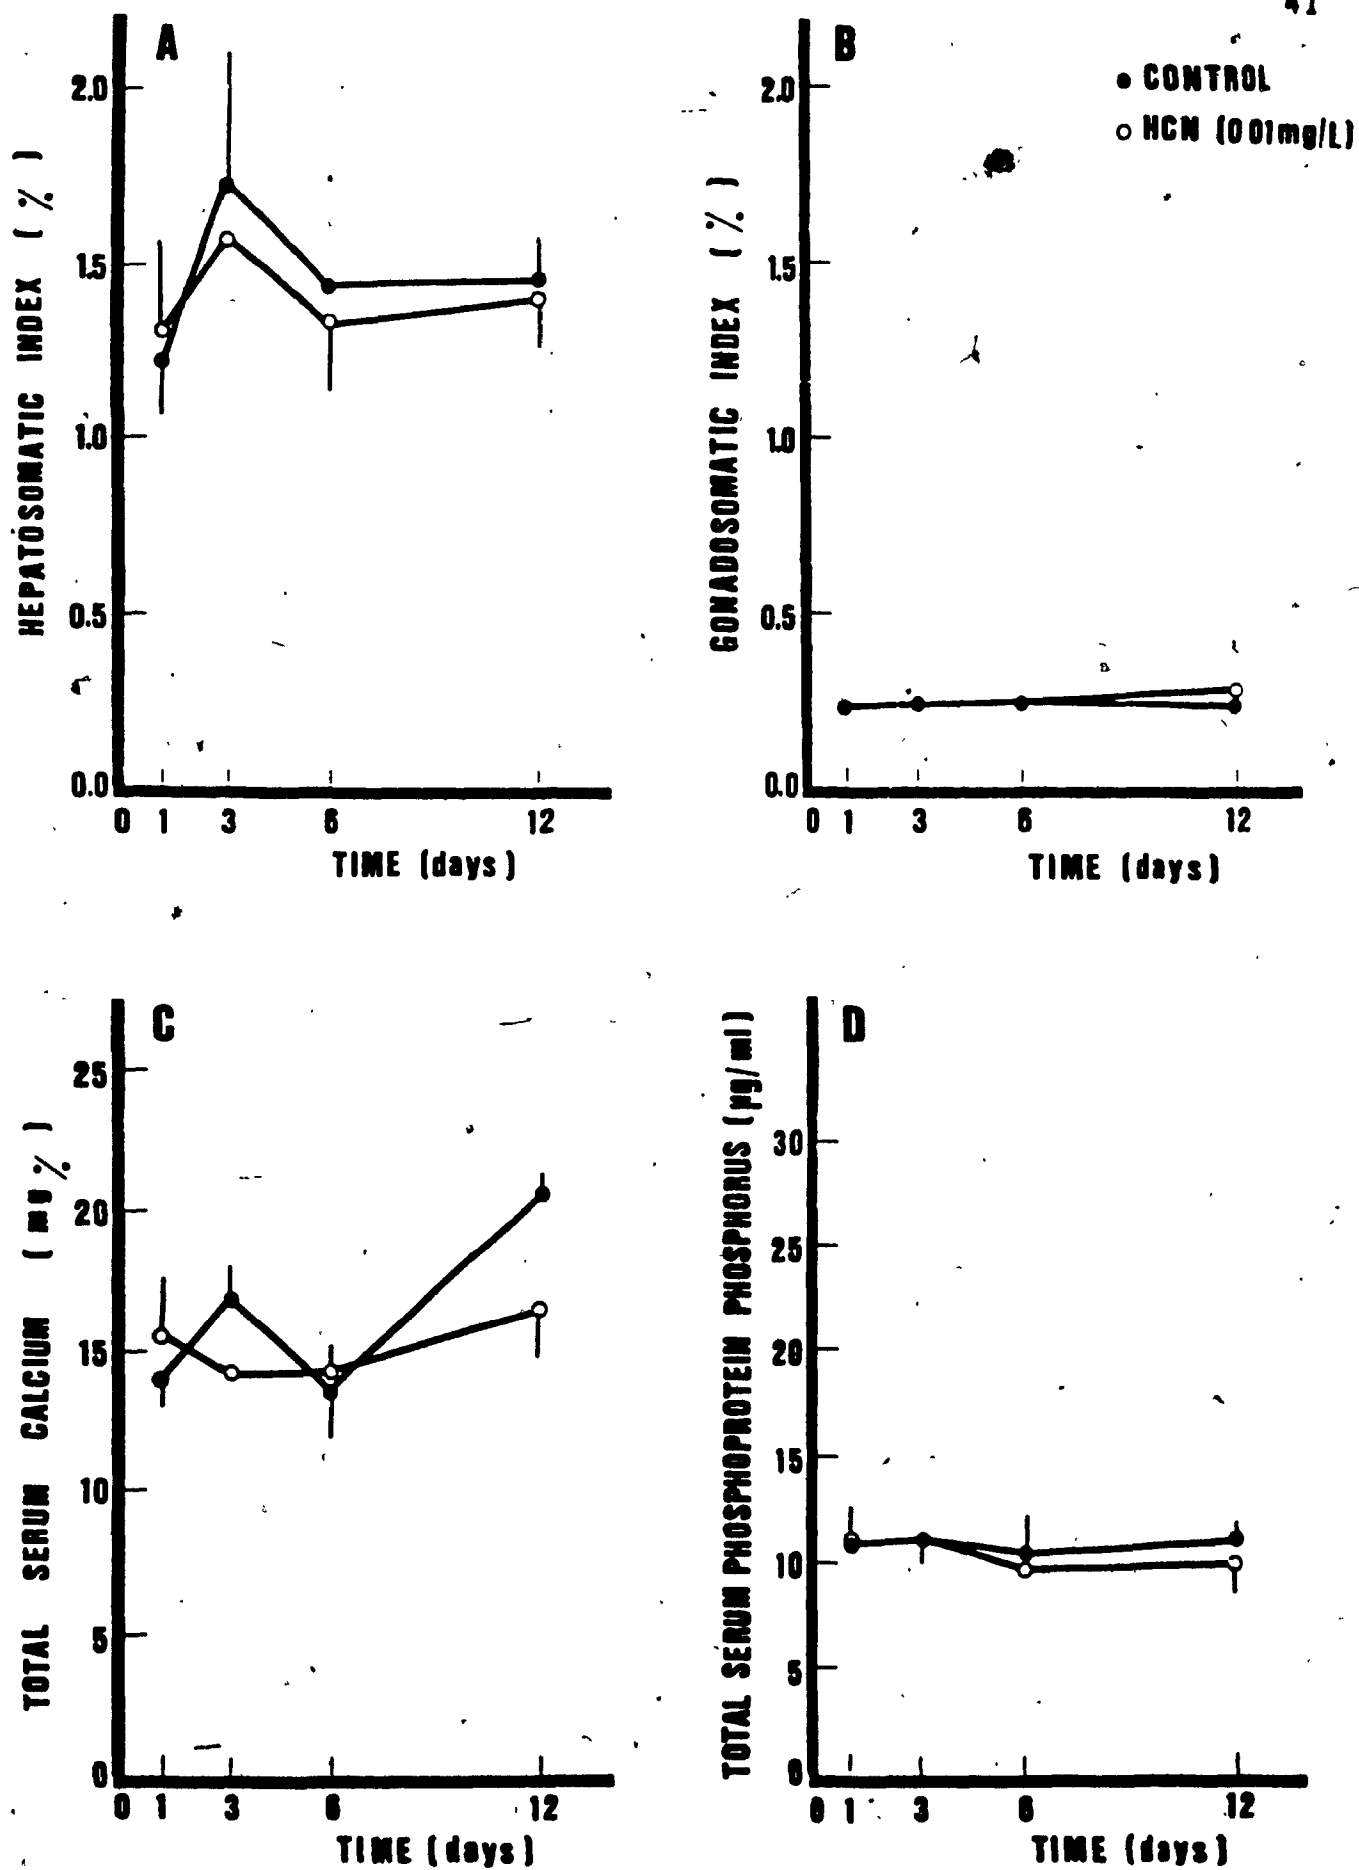 41
A
HEPATOSOMATIC INDEX (%)
2.0
1.5
1.0
0.5
0.0
0 1 3 6 12
TIME (days)
B
● CONTROL
○ HCN (0.01mg/L)
GONADOSOMATIC INDEX (%)
2.0
1.5
1.0
0.5
0.0
0 1 3 6 12
TIME (days)
C
TOTAL SERUM CALCIUM (mg%)
25
20
15
10
5
0
0 1 3 6 12
TIME (days)
D
TOTAL SERUM PHOSPHOPROTEIN PHOSPHORUS (µg/ml)
30
25
20
15
10
5
0
0 1 3 6 12
TIME (days)